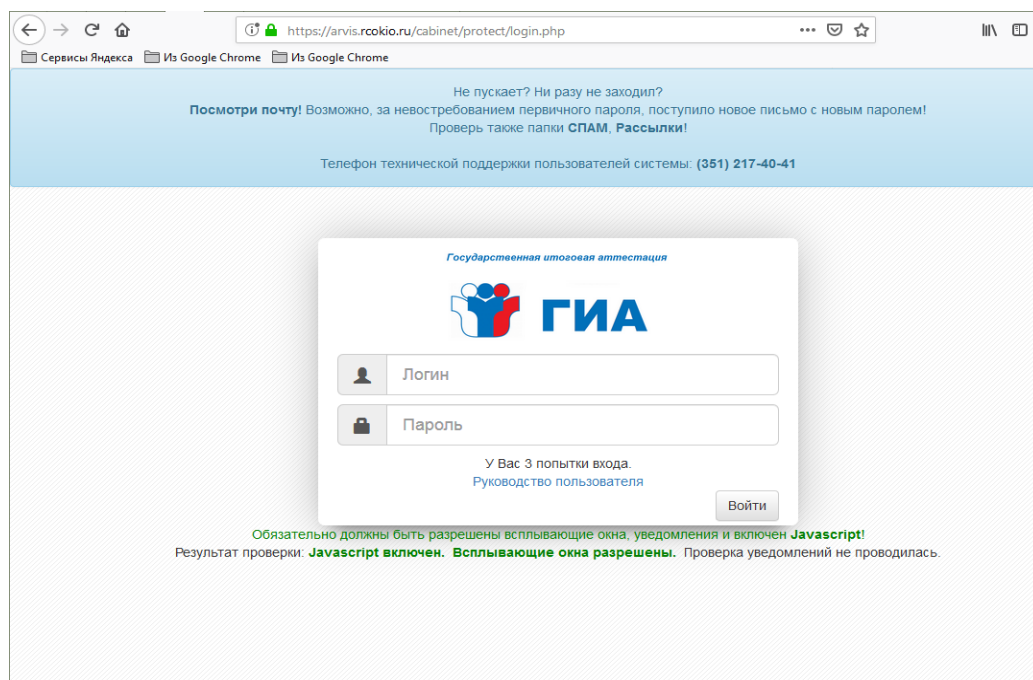 https://arvis.rcokio.ru/cabinet/protect/login.php
Сервисы Яндекса Из Google Chrome Из Google Chrome
Не пускает? Ни разу не заходил?
Посмотри почту! Возможно, за невостребованием первичного пароля, поступило новое письмо с новым паролем!
Проверь также папки СПАМ, Рассылки!
Телефон технической поддержки пользователей системы: (351) 217-40-41
Государственная итоговая аттестация
ГИА
Логин
Пароль
У Вас 3 попытки входа.
Руководство пользователя
Войти
Обязательно должны быть разрешены всплывающие окна, уведомления и включен Javascript!
Результат проверки: Javascript включен. Всплывающие окна разрешены. Проверка уведомлений не проводилась.